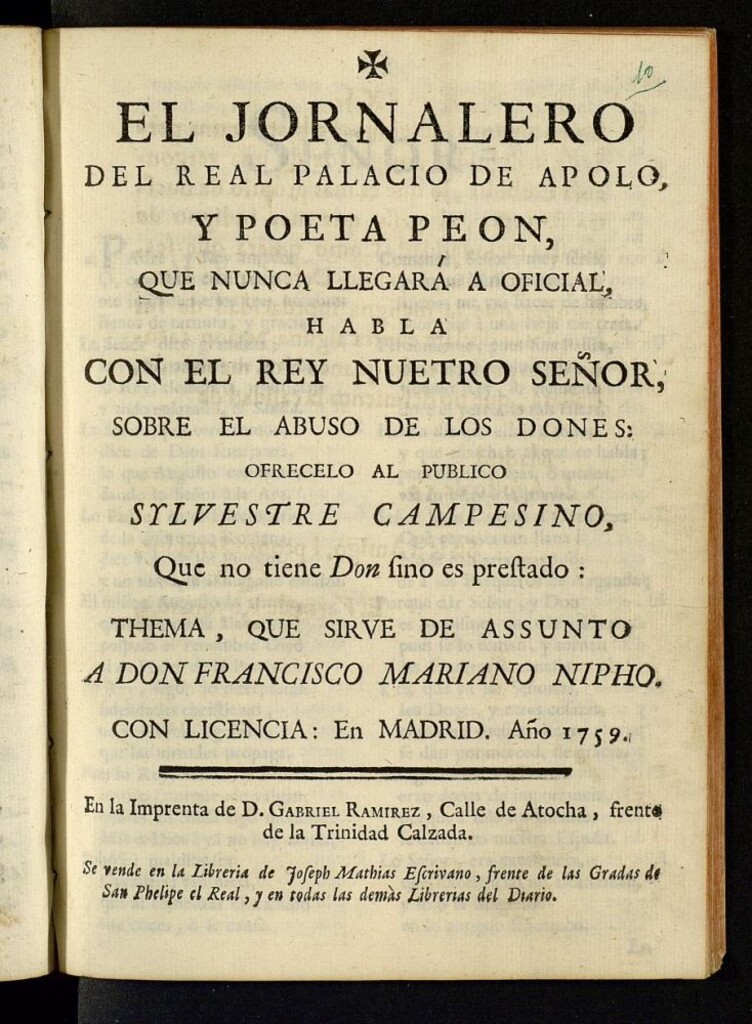 ✠
10
EL JORNALERO
DEL REAL PALACIO DE APOLO,
Y POETA PEON,
QUE NUNCA LLEGARÁ A OFICIAL,
HABLA
CON EL REY NUETRO SEÑOR,
SOBRE EL ABUSO DE LOS DONES:
OFRECELO AL PUBLICO
SYLVESTRE CAMPESINO,
Que no tiene Don ſino es preſtado :
THEMA, QUE SIRVE DE ASSUNTO
A DON FRANCISCO MARIANO NIPHO.
CON LICENCIA: En MADRID. Año 1759.
En la Imprenta de D. GABRIEL RAMIREZ, Calle de Atocha, frente
de la Trinidad Calzada.
Se vende en la Libreria de Joſeph Mathias Eſcrivano, frente de las Gradas de
San Phelipe el Real, y en todas las demàs Librerias del Diario.